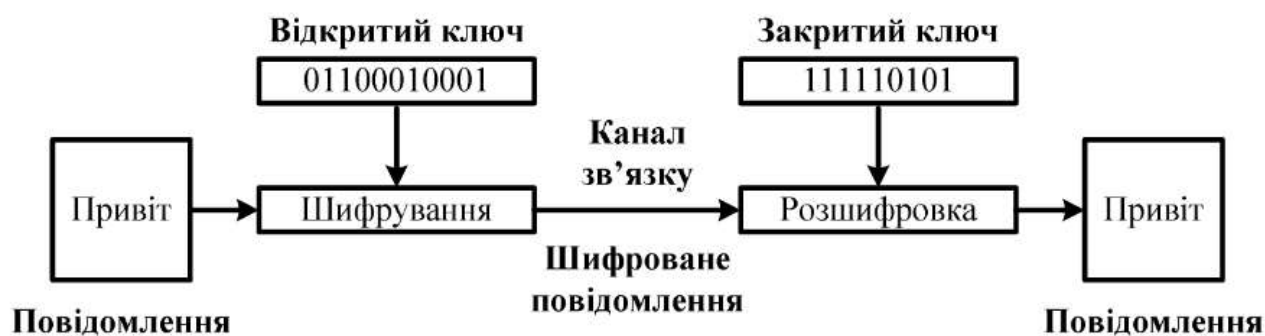 Відкритий ключ
01100010001
Закритий ключ
111110101
Канал
зв’язку
Привіт
Шифрування
Розшифровка
Привіт
Шифроване
повідомлення
Повідомлення
Повідомлення